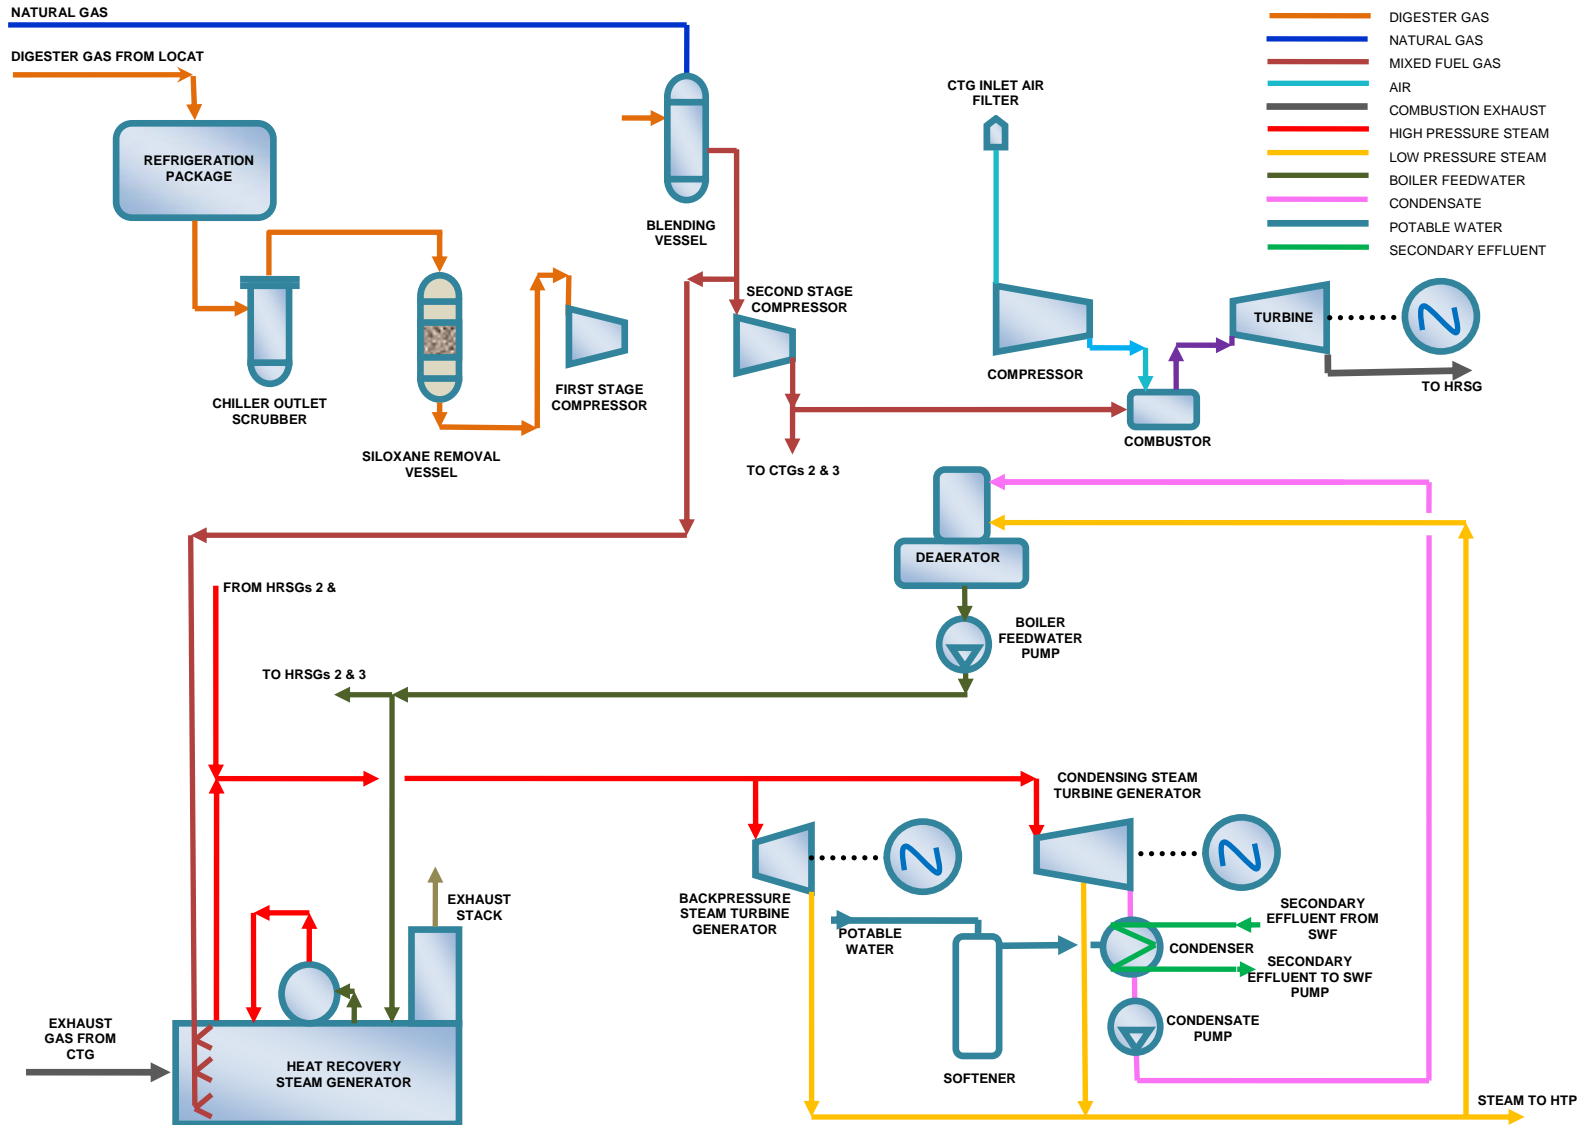 NATURAL GAS
DIGESTER GAS FROM LOCAT
REFRIGERATION
PACKAGE
CHILLER OUTLET
SCRUBBER
SILOXANE REMOVAL
VESSEL
FIRST STAGE
COMPRESSOR
BLENDING
VESSEL
SECOND STAGE
COMPRESSOR
TO CTGs 2 & 3
CTG INLET AIR
FILTER
COMPRESSOR
COMBUSTOR
TURBINE
TO HRSG
DIGESTER GAS
NATURAL GAS
MIXED FUEL GAS
AIR
COMBUSTION EXHAUST
HIGH PRESSURE STEAM
LOW PRESSURE STEAM
BOILER FEEDWATER
CONDENSATE
POTABLE WATER
SECONDARY EFFLUENT
DEAERATOR
BOILER
FEEDWATER
PUMP
FROM HRSGs 2 &
TO HRSGs 2 & 3
EXHAUST
STACK
EXHAUST
GAS FROM
CTG
HEAT RECOVERY
STEAM GENERATOR
BACKPRESSURE
STEAM TURBINE
GENERATOR
POTABLE
WATER
SOFTENER
CONDENSING STEAM
TURBINE GENERATOR
SECONDARY
EFFLUENT FROM
SWF
CONDENSER
SECONDARY
EFFLUENT TO SWF
PUMP
CONDENSATE
PUMP
STEAM TO HTP